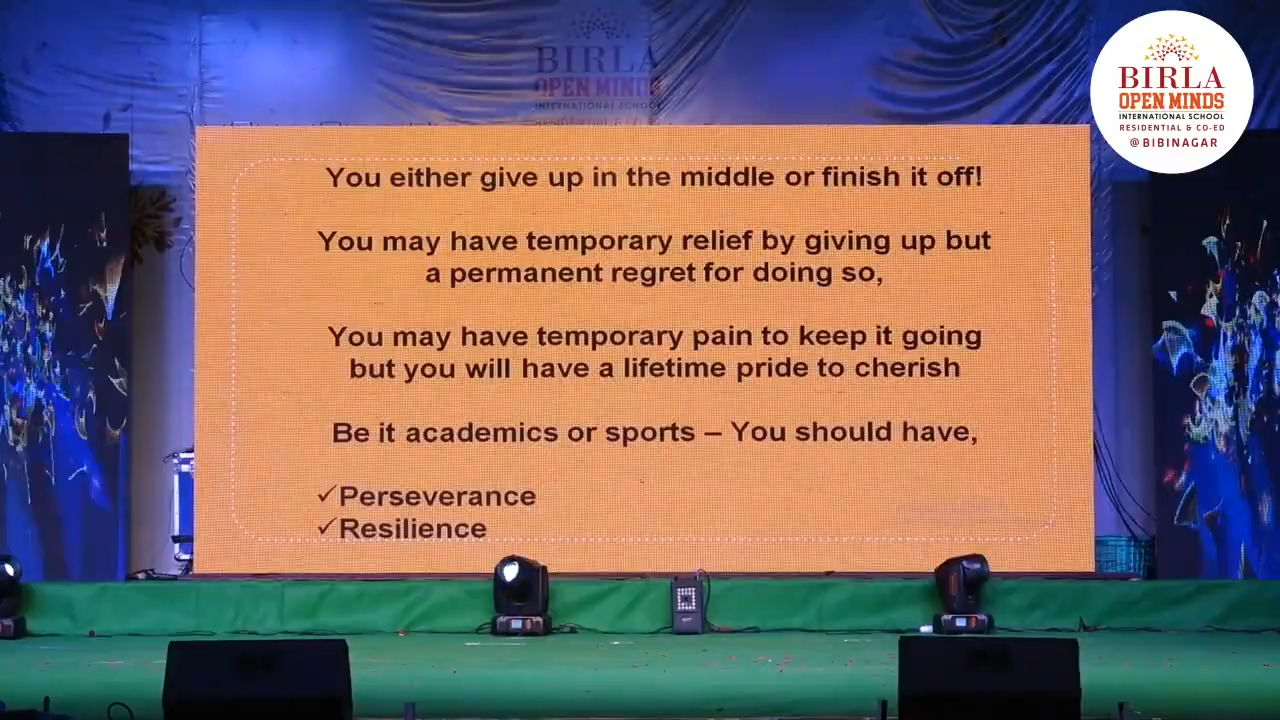 BIRLA
OPEN MINDS
INTERNATIONAL SCHOOL
BIRLA
OPEN MINDS
INTERNATIONAL SCHOOL
RESIDENTIAL & CO-ED
@BIBINAGAR
You either give up in the middle or finish it off!
You may have temporary relief by giving up but
a permanent regret for doing so,
You may have temporary pain to keep it going
but you will have a lifetime pride to cherish
Be it academics or sports – You should have,
✓Perseverance
✓Resilience